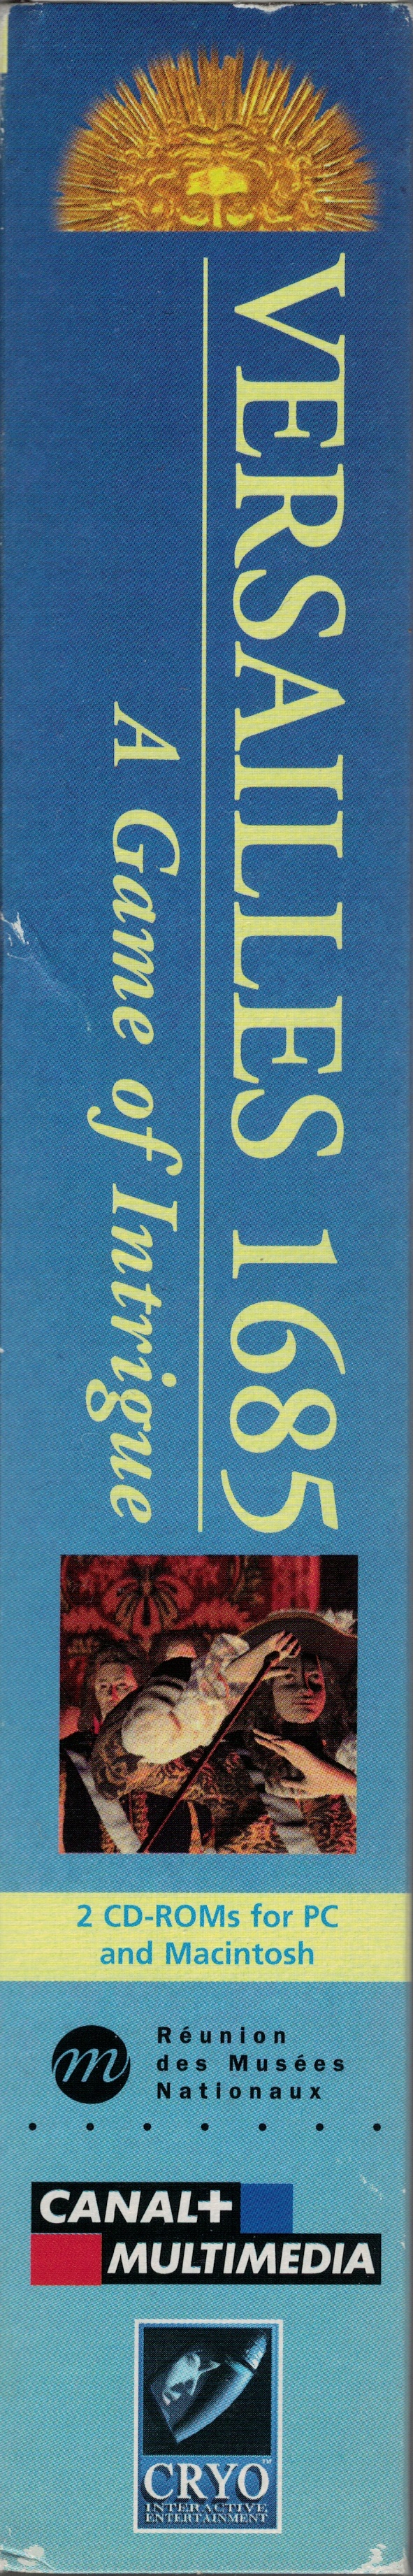 VERSAILLES 1685
A Game of Intrigue
2 CD-ROMs for PC
and Macintosh
m
Réunion
des Musées
Nationaux
CANAL+
MULTIMEDIA
CRYO™
INTERACTIVE
ENTERTAINMENT